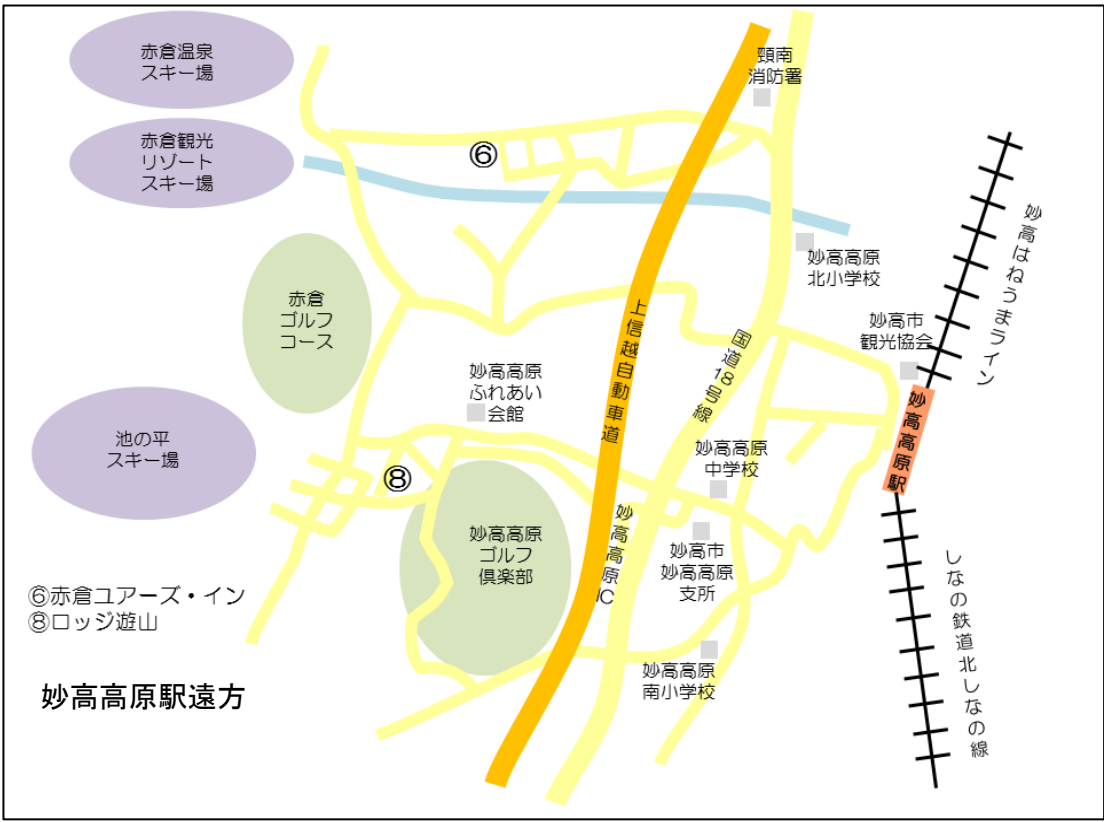 赤倉温泉
スキー場
頸南
消防署
赤倉観光
リゾート
スキー場
⑥
妙高はねうまライン
妙高高原
北小学校
赤倉
ゴルフ
コース
上信越自動車道
国道18号線
妙高市
観光協会
妙高高原
ふれあい
会館
妙高高原駅
池の平
スキー場
⑧
妙高高原
中学校
妙高高原IC
妙高高原
ゴルフ
倶楽部
妙高市
妙高高原
支所
しなの鉄道北しなの線
⑥赤倉ユアーズ・イン
⑧ロッジ遊山
妙高高原
南小学校
妙高高原駅遠方